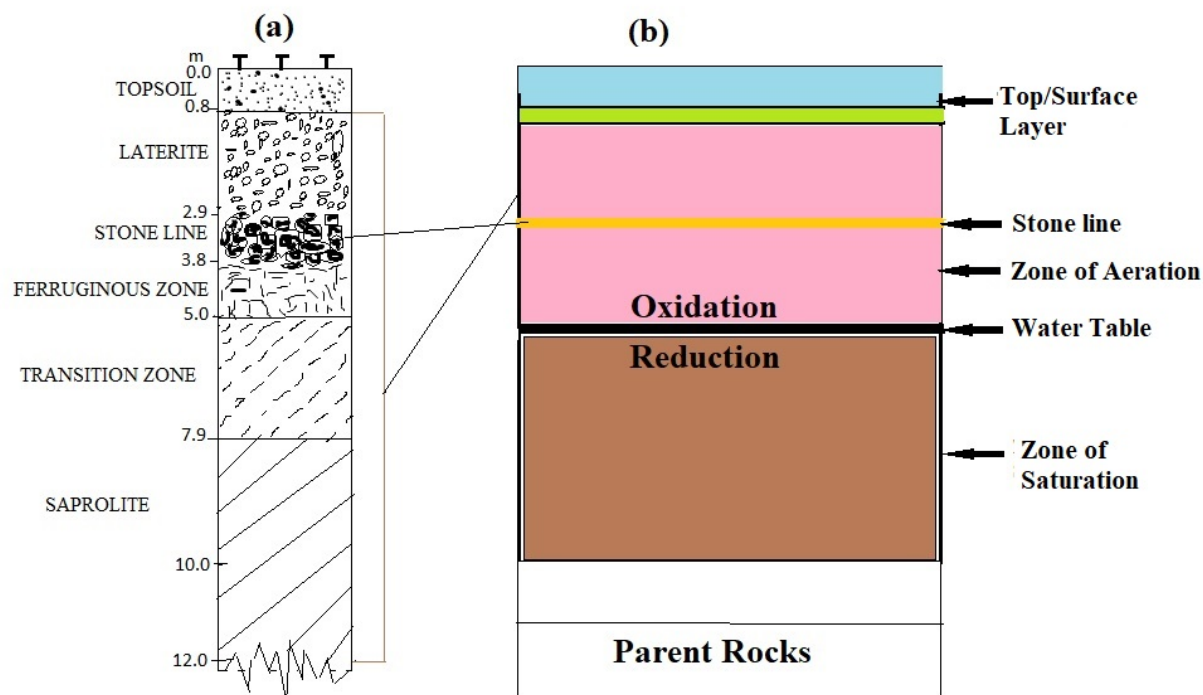 (a)
m
0.0
TOPSOIL
0.8
LATERITE
2.9
STONE LINE
3.8
FERRUGINOUS ZONE
5.0
TRANSITION ZONE
7.9
SAPROLITE
10.0
12.0
(b)
Top/Surface
Layer
Stone line
Zone of Aeration
Oxidation
Water Table
Reduction
Zone of
Saturation
Parent Rocks